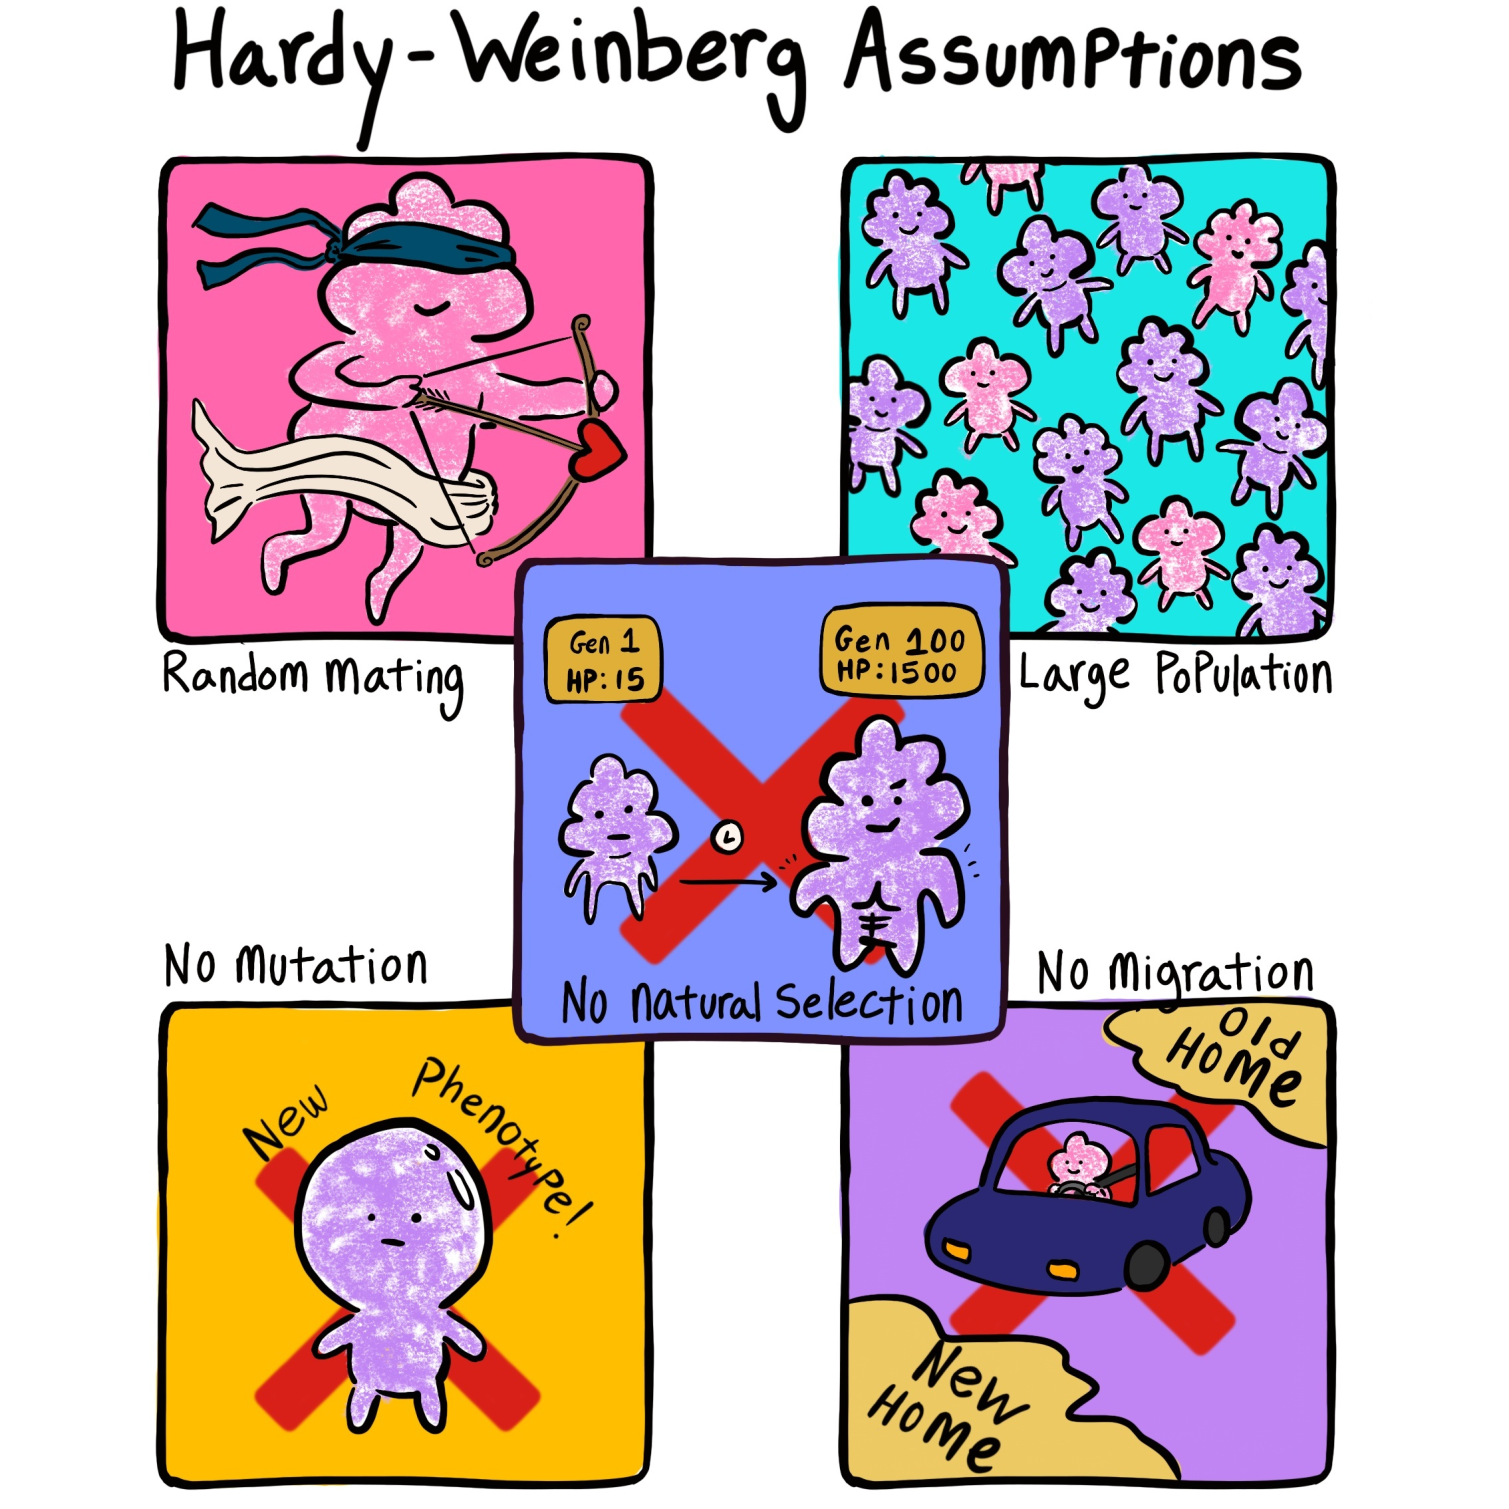 Hardy-Weinberg Assumptions
Random Mating
Large Population
Gen 1
HP:15
Gen 100
HP:1500
No natural Selection
No Mutation
New Phenotype!
No Migration
Old
Home
New
Home